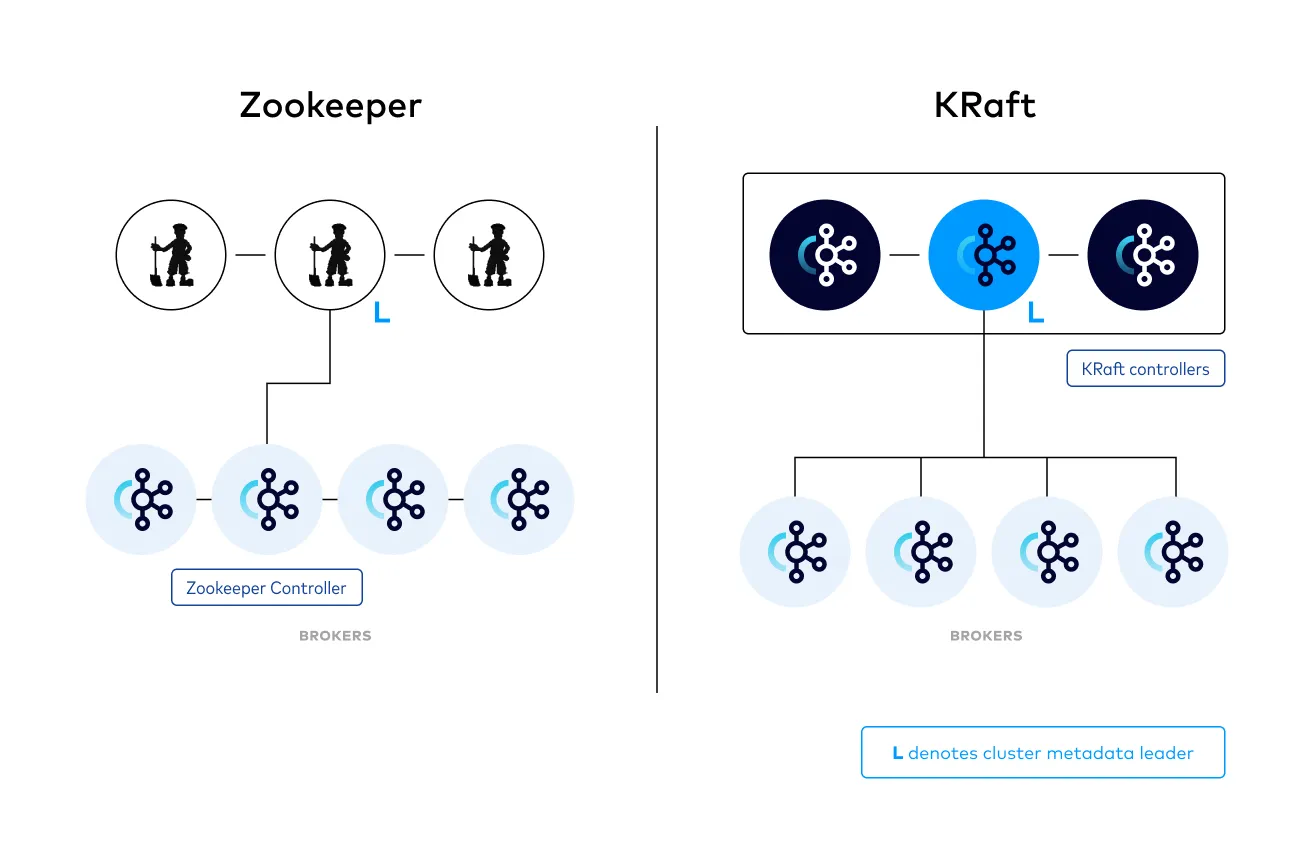 Zookeeper
L
Zookeeper Controller
BROKERS
KRaft
L
KRaft controllers
BROKERS
L denotes cluster metadata leader